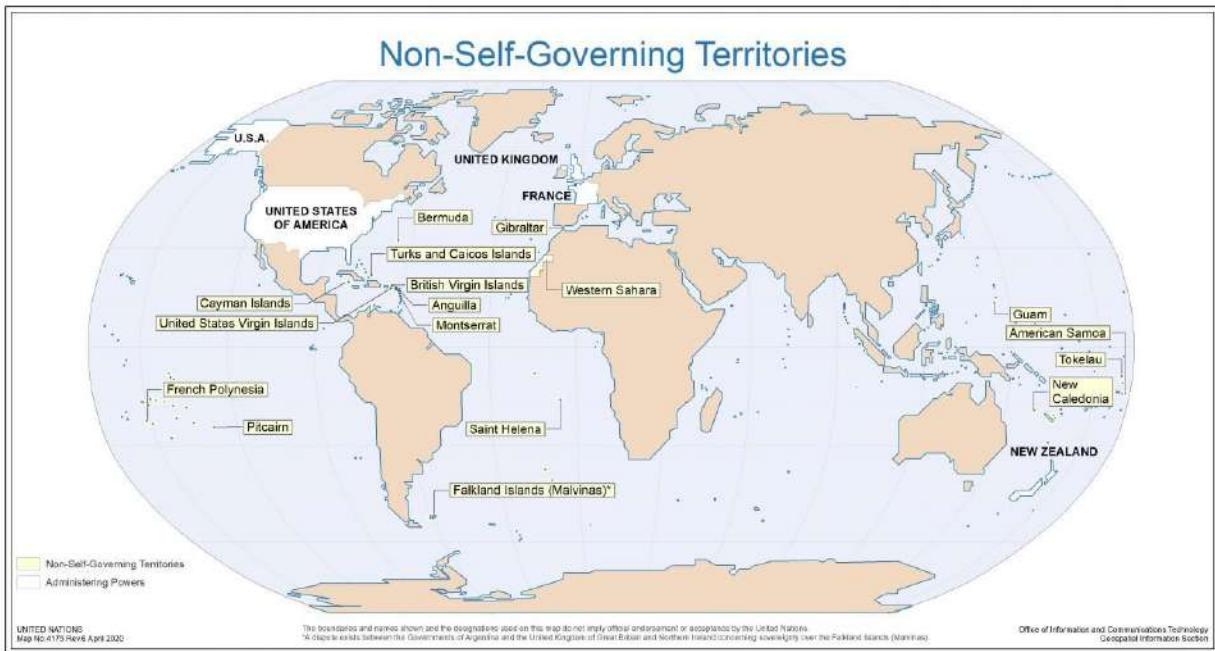 Non-Self-Governing Territories
U.S.A.
UNITED KINGDOM
FRANCE
UNITED STATES
OF AMERICA
Bermuda
Gibraltar
Turks and Caicos Islands
British Virgin Islands
Western Sahara
Cayman Islands
Anguilla
United States Virgin Islands
Montserrat
Guam
American Samoa
Tokelau
French Polynesia
New
Caledonia
Pitcairn
Saint Helena
NEW ZEALAND
Falkland Islands (Malvinas)*
Non-Self-Governing Territories
Administering Powers
UNITED NATIONS
Map No.4175 Rev6 April 2020
The boundaries and names shown and the designations used on this map do not imply official endorsement or acceptance by the United Nations.
*A dispute exists between the Governments of Argentina and the United Kingdom of Great Britain and Northern Ireland concerning sovereignty over the Falkland Islands (Malvinas).
Office of Information and Communications Technology
Geospatial Information Section